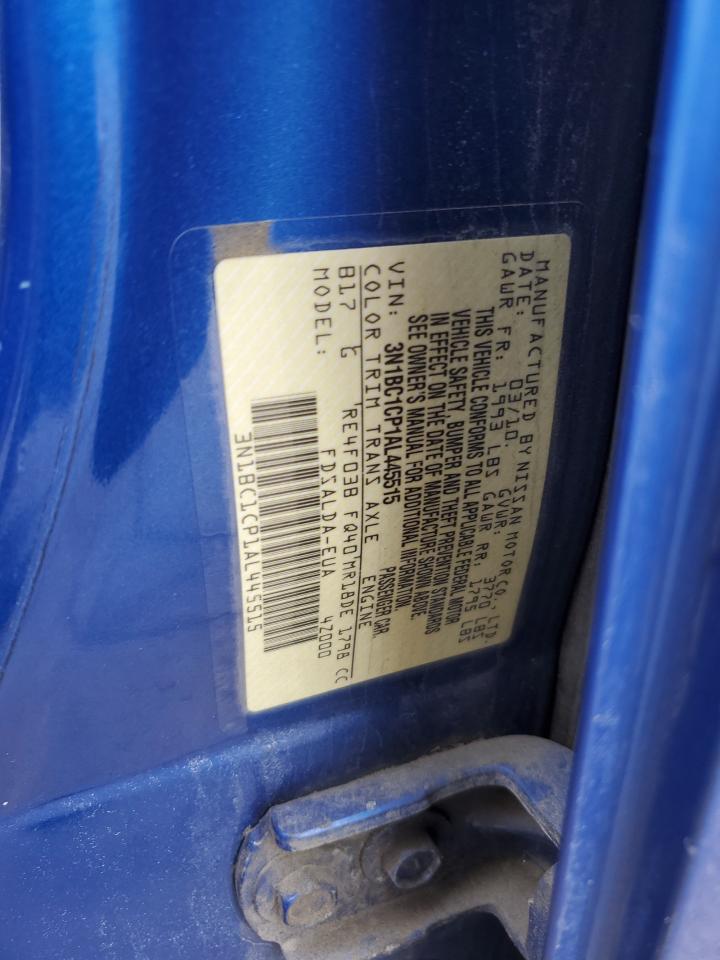 MANUFACTURED BY NISSAN MOTOR CO., LTD.
DATE: 03/10. GVWR: 3770 LBS
GAWR FR: 1993 LBS GAWR RR: 1795 LBS
THIS VEHICLE CONFORMS TO ALL APPLICABLE FEDERAL MOTOR
VEHICLE SAFETY, BUMPER, AND THEFT PREVENTION STANDARDS
IN EFFECT ON THE DATE OF MANUFACTURE SHOWN ABOVE.
SEE OWNER'S MANUAL FOR ADDITIONAL INFORMATION.
VIN: 3N1BC1CP1AL445515 PASSENGER CAR
COLOR TRIM TRANS AXLE ENGINE
B17 G RE4F03B FQ40 MR18DE 1798 CC
MODEL: FDSALDA-EUA 4Z000
3N1BC1CP1AL445515